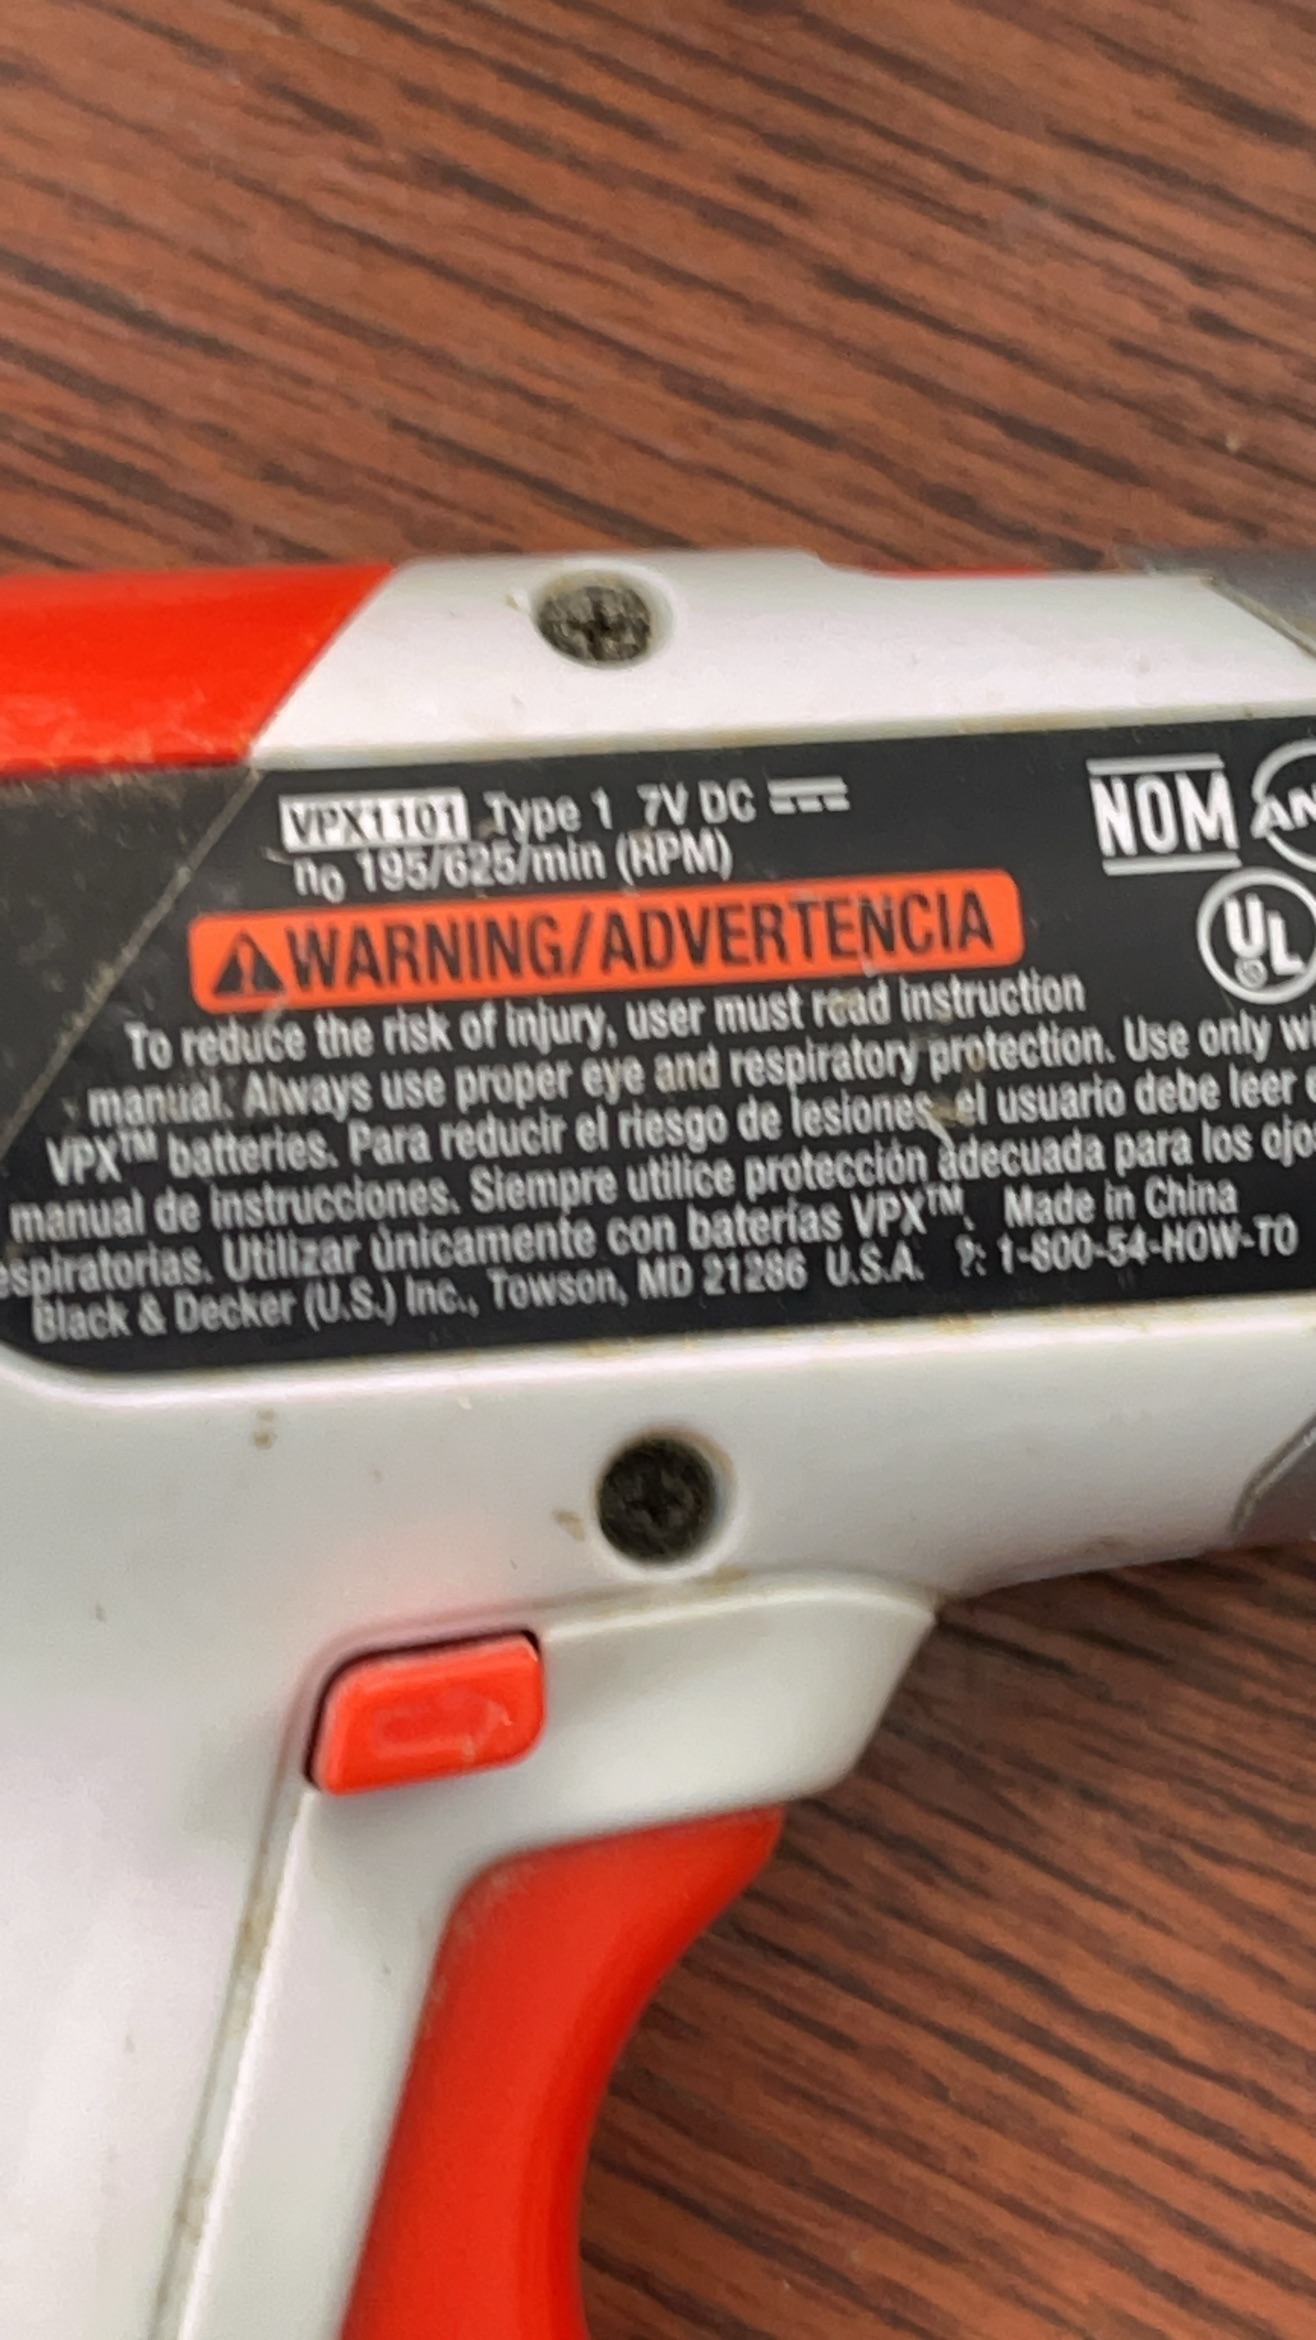 VPX1101 Type 1 7V DC
n0 195/625/min (RPM)
NOM
UL
WARNING/ADVERTENCIA
To reduce the risk of injury, user must read instruction
manual. Always use proper eye and respiratory protection. Use only
VPX™ batteries. Para reducir el riesgo de lesiones, el usuario debe leer
manual de instrucciones. Siempre utilice protección adecuada para los
espiratorias. Utilizar únicamente con baterías VPX™. Made in China
Black & Decker (U.S.) Inc., Towson, MD 21286 U.S.A. ?: 1-800-54-HOW-TO